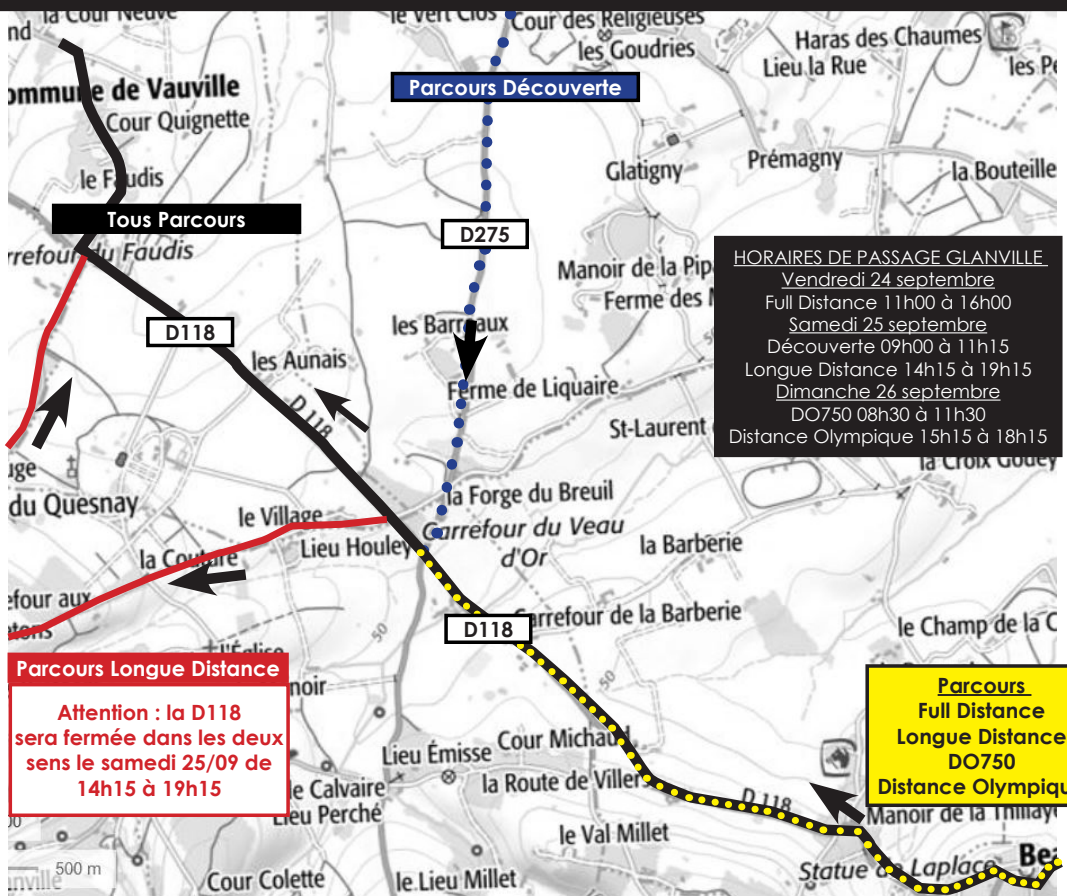 la Cour Neuve
le Vert Clos
Cour des Religieuses
les Goudries
Haras des Chaumes
Lieu la Rue
Parcours Découverte
de Vauville
Cour Quignette
le Faudis
Glatigny
Prémagny
la Bouteille
Tous Parcours
du Faudis
D275
Manoir de la
Ferme des
HORAIRES DE PASSAGE GLANVILLE
Vendredi 24 septembre
Full Distance 11h00 à 16h00
Samedi 25 septembre
Découverte 09h00 à 11h15
Longue Distance 14h15 à 19h15
Dimanche 26 septembre
DO750 08h30 à 11h30
Distance Olympique 15h15 à 18h15
D118
les Barreaux
les Aunais
Ferme de Liquaire
D118
St-Laurent
la Croix Godey
du Quesnay
le Village
la Forge du Breuil
Lieu Houley
Carrefour du Veau
d'Or
la Couture
la Barberie
aux
50
D118
Carrefour de la Barberie
le Champ de la
l'Église
50
Parcours Longue Distance
Attention : la D118
sera fermée dans les deux
sens le samedi 25/09 de
14h15 à 19h15
Parcours
Full Distance
Longue Distance
DO750
Distance Olympique
Lieu Émisse
Cour Michaud
le Calvaire
la Route de Villers
Lieu Perché
D 118
Manoir de la Thillaye
le Val Millet
500 m
Statue de Laplace
Cour Colette
le Lieu Millet